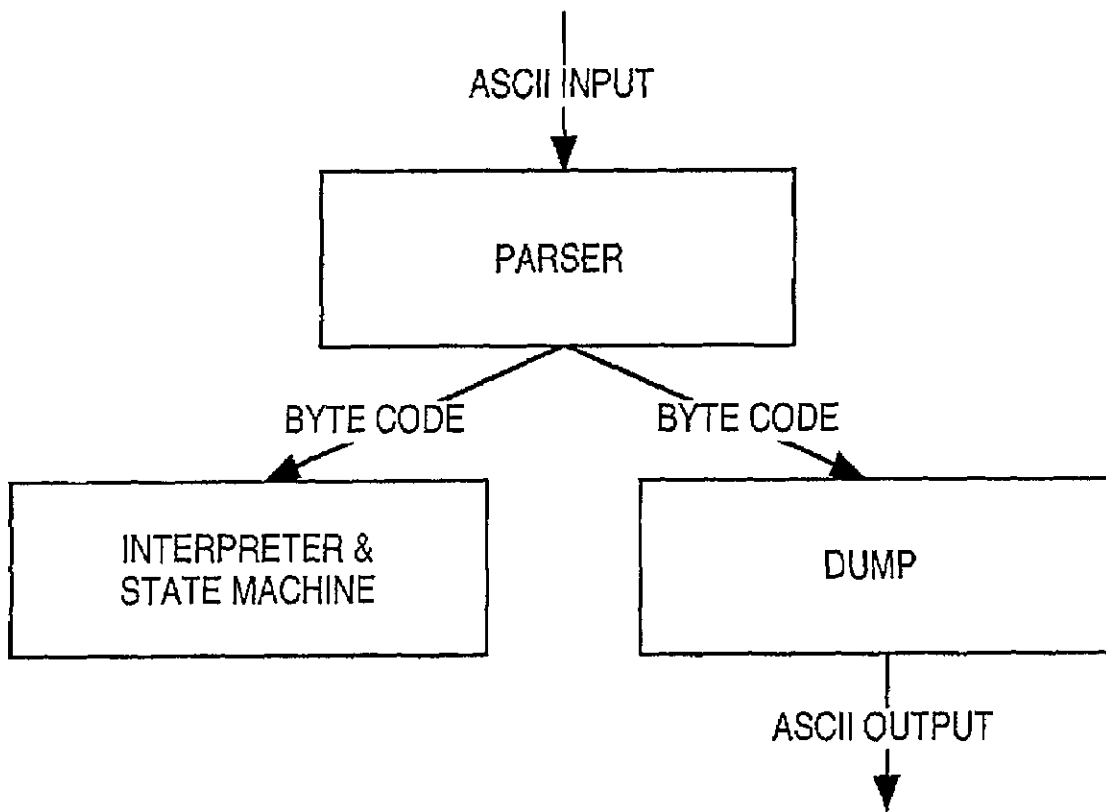 ASCII INPUT
PARSER
BYTE CODE
BYTE CODE
INTERPRETER &
STATE MACHINE
DUMP
ASCII OUTPUT